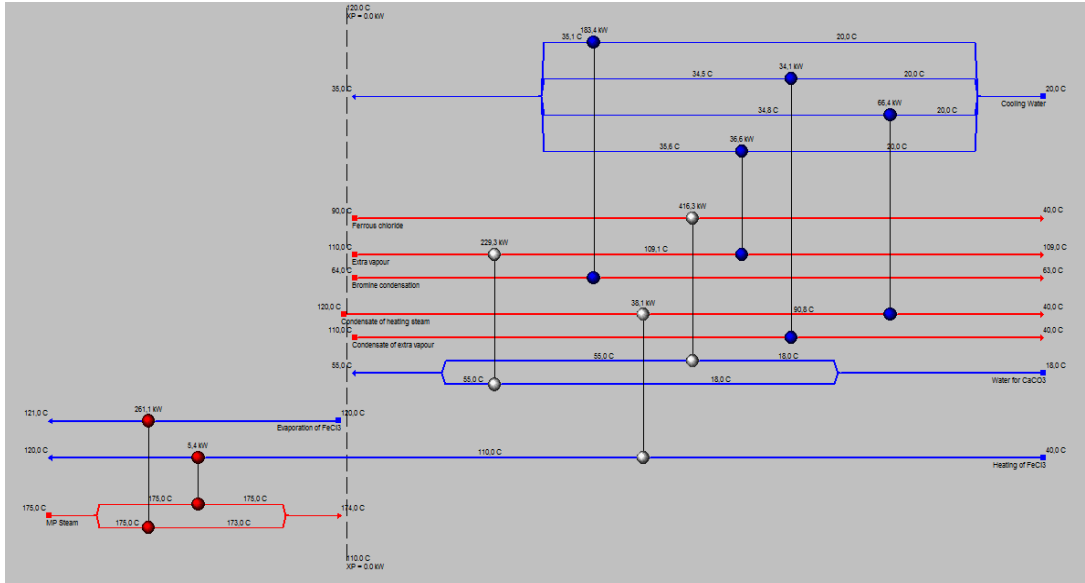 120,0 C
XP = 0.0 kW
183,4 kW
35,1 C
20,0 C
34,1 kW
34,5 C
20,0 C
35,0 C
20,0 C
Cooling Water
66,4 kW
34,8 C
20,0 C
36,6 kW
35,6 C
20,0 C
416,3 kW
90,0 C
40,0 C
Ferrous chloride
229,3 kW
110,0 C
109,1 C
109,0 C
Extra vapour
64,0 C
63,0 C
Bromine condensation
38,1 kW
120,0 C
90,8 C
40,0 C
Condensate of heating steam
110,0 C
40,0 C
Condensate of extra vapour
55,0 C
18,0 C
55,0 C
18,0 C
Water for CaCO3
55,0 C
18,0 C
261,1 kW
121,0 C
120,0 C
Evaporation of FeCl3
5,4 kW
120,0 C
110,0 C
40,0 C
Heating of FeCl3
175,0 C
175,0 C
175,0 C
174,0 C
MP Steam
175,0 C
173,0 C
110,0 C
XP = 0.0 kW